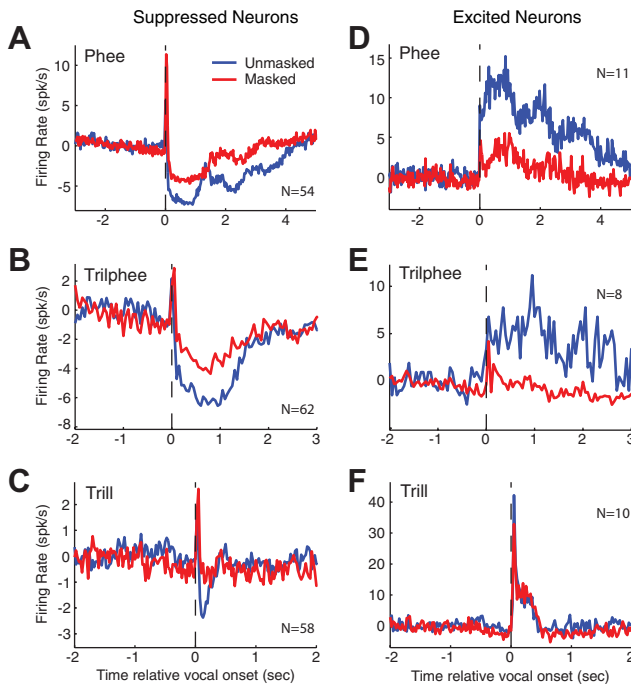 Suppressed Neurons
Excited Neurons
A
Phee
Unmasked
Masked
N=54
Firing Rate (spk/s)
10
5
0
-5
-2
0
2
4
D
Phee
N=11
15
10
5
0
-2
0
2
4
B
Trilphee
N=62
Firing Rate (spk/s)
2
0
-2
-4
-6
-8
-2
-1
0
1
2
3
E
Trilphee
N=8
10
5
0
-2
-1
0
1
2
3
C
Trill
N=58
Firing Rate (spk/s)
2
1
0
-1
-2
-3
-2
-1
0
1
2
Time relative vocal onset (sec)
F
Trill
N=10
40
30
20
10
0
-2
-1
0
1
2
Time relative vocal onset (sec)